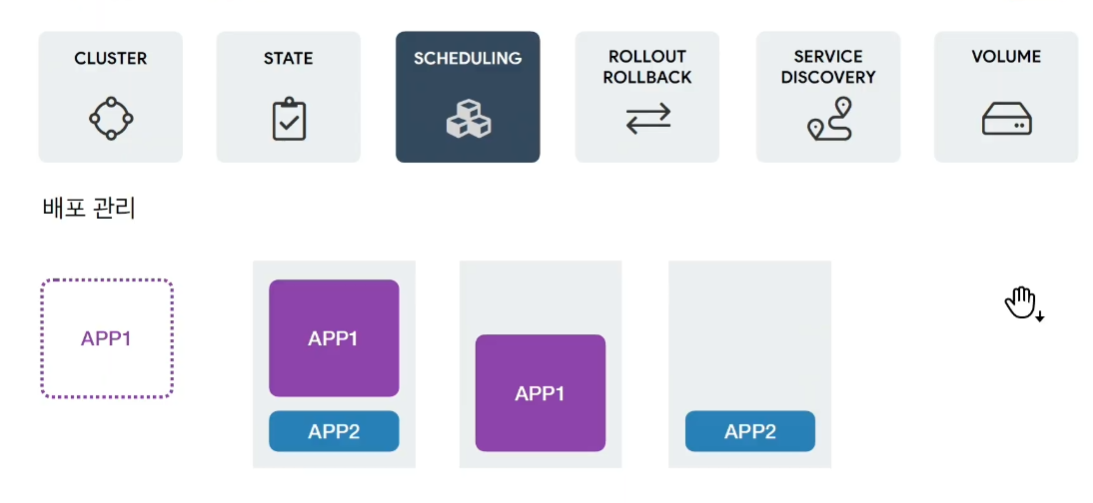 CLUSTER
STATE
SCHEDULING
ROLLOUT
ROLLBACK
SERVICE
DISCOVERY
VOLUME
배포 관리
APP1
APP1
APP2
APP1
APP2